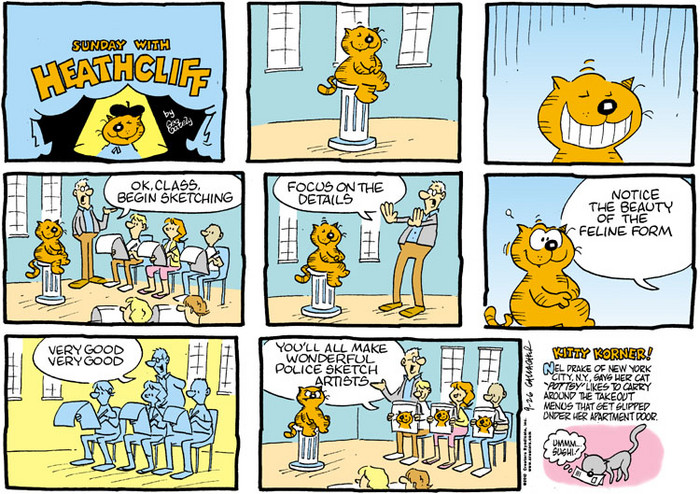 SUNDAY WITH
HEATHCLIFF
by
OK, CLASS,
BEGIN SKETCHING
FOCUS ON THE
DETAILS
NOTICE
THE BEAUTY
OF THE
FELINE FORM
VERY GOOD
VERY GOOD
YOU'LL ALL MAKE
WONDERFUL
POLICE SKETCH
ARTISTS
9-26 GALLAGHER
KITTY KORNER!
NEL DRAKE OF NEW YORK
CITY, N.Y., SAYS HER CAT
"POTTSY" LIKES TO CARRY
AROUND THE TAKEOUT
MENUS THAT GET SLIPPED
UNDER HER APARTMENT DOOR.
UMMM..
SUSHI!